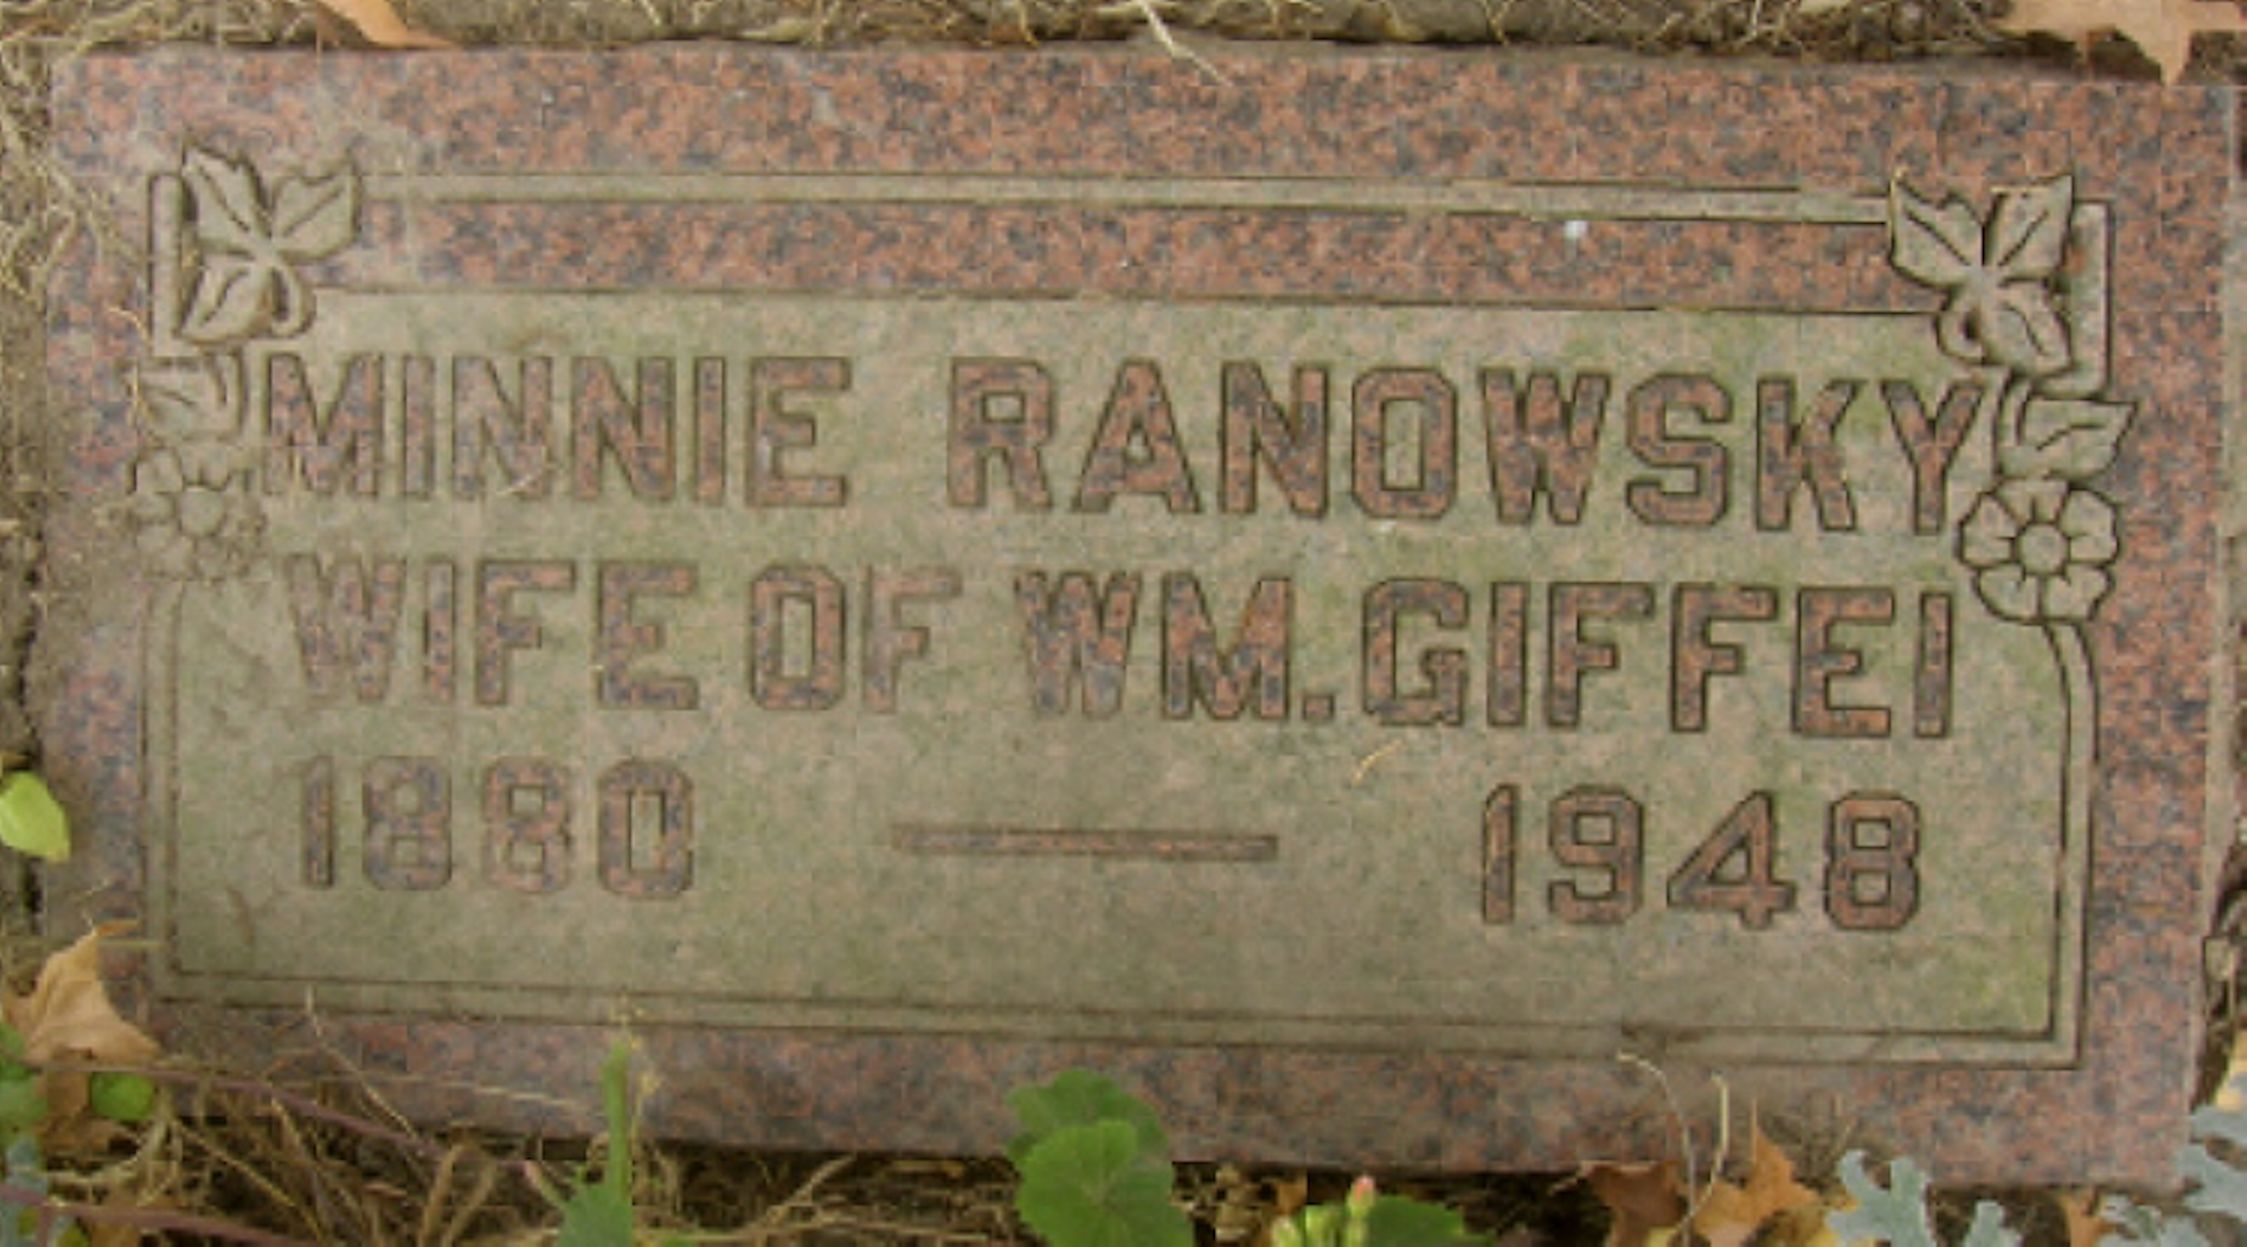 MINNIE RANOWSKY
WIFE OF WM. GIFFEI
1880 — 1948